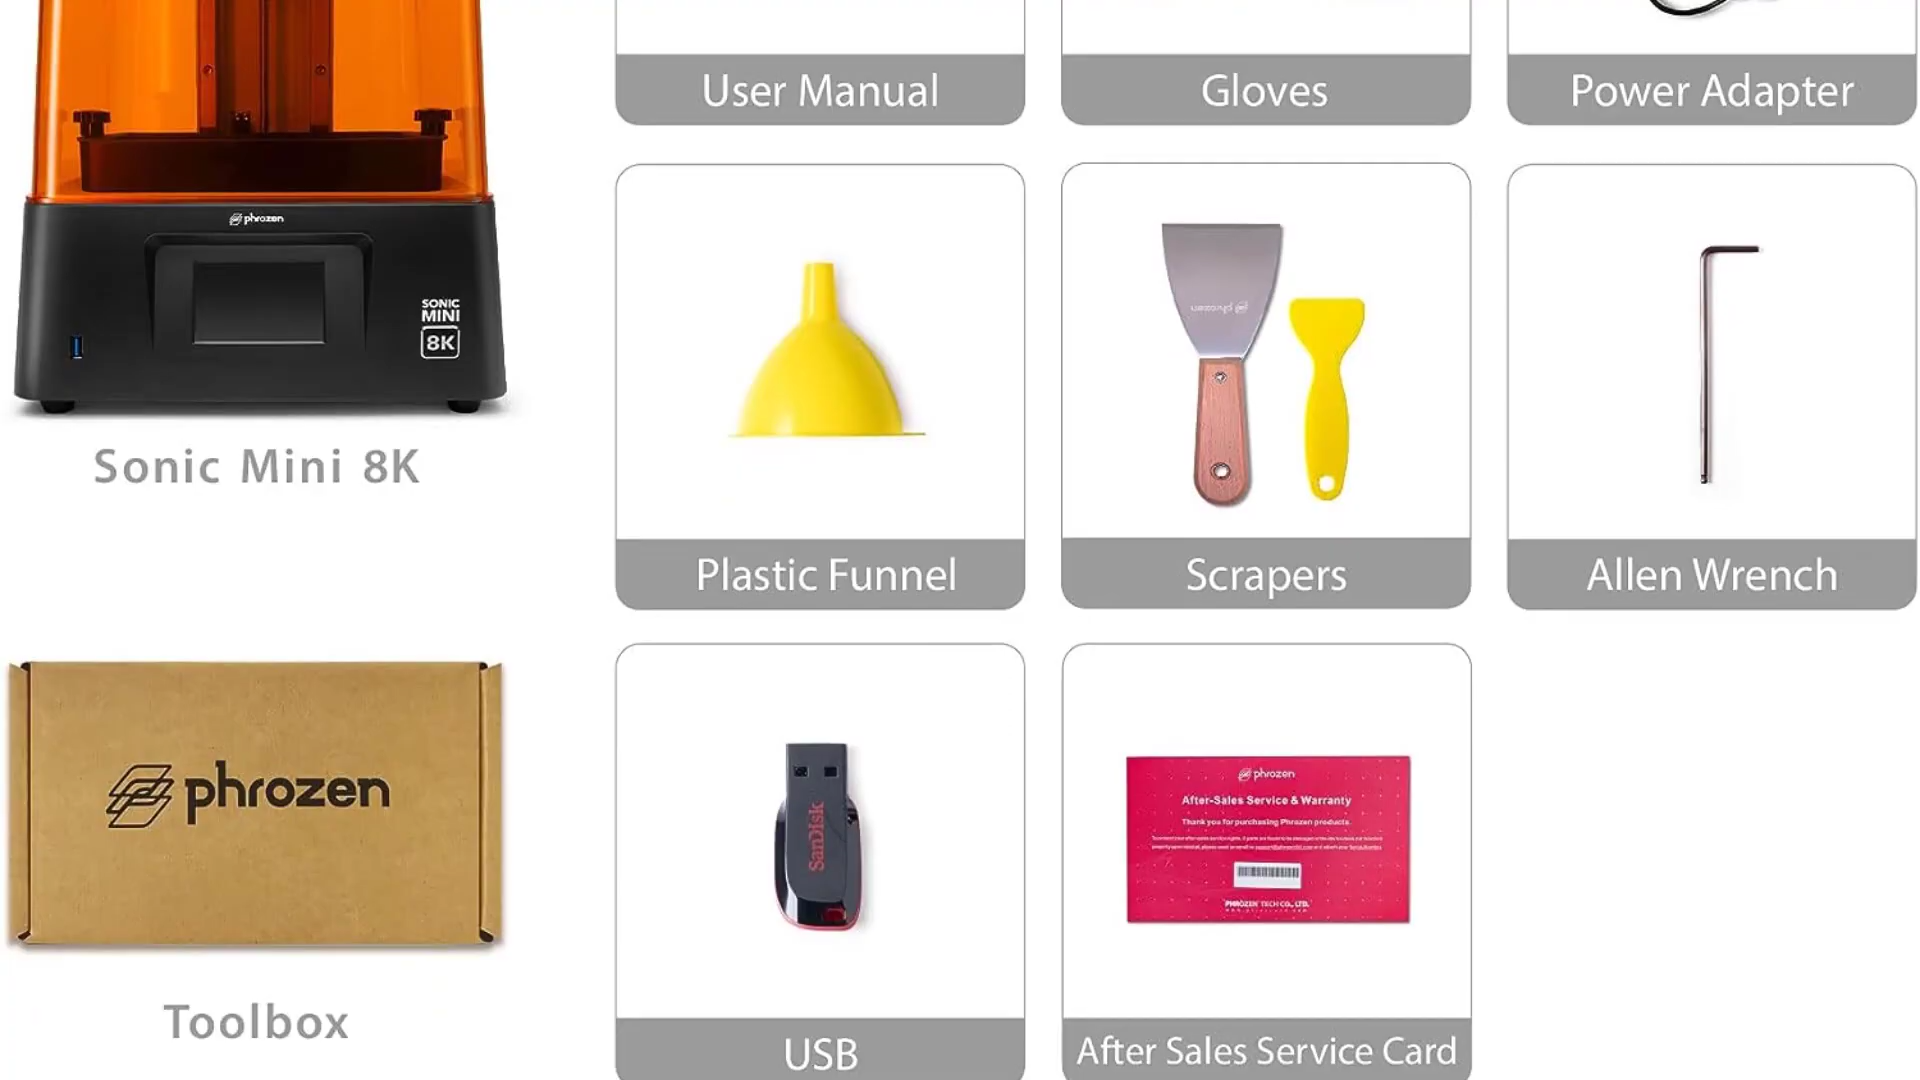 User Manual
Gloves
Power Adapter
phrozen
SONIC
MINI
8K
Sonic Mini 8K
phrozen
Plastic Funnel
Scrapers
Allen Wrench
phrozen
Toolbox
SanDisk
USB
phrozen
After-Sales Service & Warranty
Thank you for purchasing Phrozen products.
PHROZEN TECH CO., LTD.
After Sales Service Card